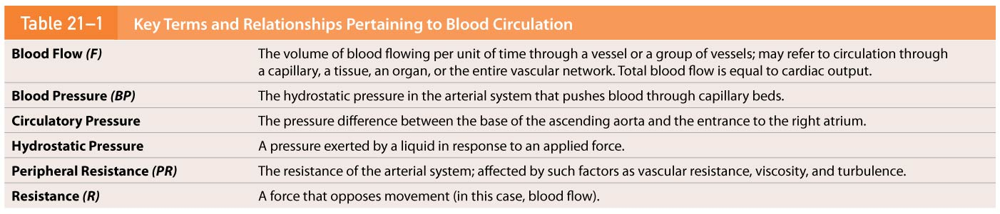 Table 21–1 Key Terms and Relationships Pertaining to Blood Circulation
Blood Flow (F) The volume of blood flowing per unit of time through a vessel or a group of vessels; may refer to circulation through
a capillary, a tissue, an organ, or the entire vascular network. Total blood flow is equal to cardiac output.
Blood Pressure (BP) The hydrostatic pressure in the arterial system that pushes blood through capillary beds.
Circulatory Pressure The pressure difference between the base of the ascending aorta and the entrance to the right atrium.
Hydrostatic Pressure A pressure exerted by a liquid in response to an applied force.
Peripheral Resistance (PR) The resistance of the arterial system; affected by such factors as vascular resistance, viscosity, and turbulence.
Resistance (R) A force that opposes movement (in this case, blood flow).